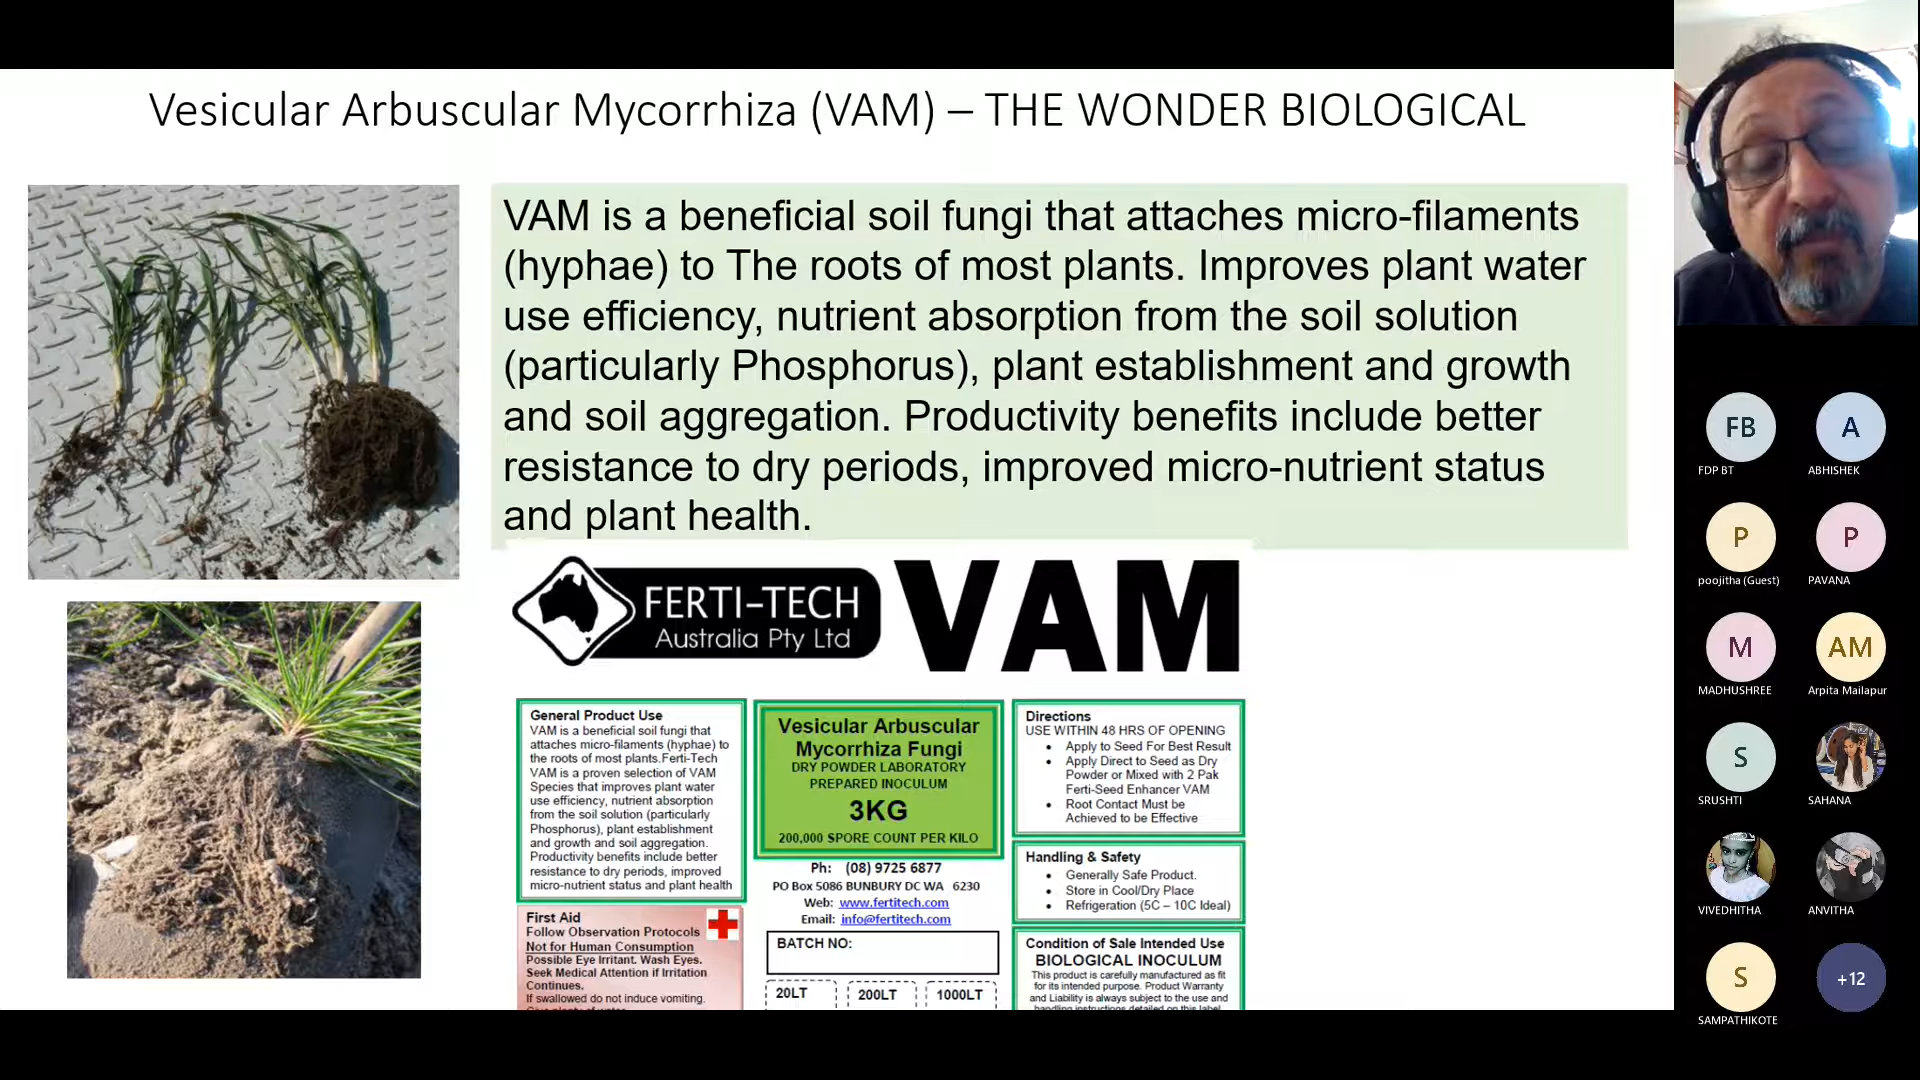 Vesicular Arbuscular Mycorrhiza (VAM) – THE WONDER BIOLOGICAL
VAM is a beneficial soil fungi that attaches micro-filaments
(hyphae) to The roots of most plants. Improves plant water
use efficiency, nutrient absorption from the soil solution
(particularly Phosphorus), plant establishment and growth
and soil aggregation. Productivity benefits include better
resistance to dry periods, improved micro-nutrient status
and plant health.
FERTI-TECH
Australia Pty Ltd
VAM
General Product Use
VAM is a beneficial soil fungi that
attaches micro-filaments (hyphae) to
the roots of most plants.Ferti-Tech
VAM is a proven selection of VAM
Species that improves plant water
use efficiency, nutrient absorption
from the soil solution (particularly
Phosphorus), plant establishment
and growth and soil aggregation.
Productivity benefits include better
resistance to dry periods, improved
micro-nutrient status and plant health
First Aid
Follow Observation Protocols
Not for Human Consumption
Possible Eye Irritant. Wash Eyes.
Seek Medical Attention if Irritation
Continues.
If swallowed do not induce vomiting.
Vesicular Arbuscular
Mycorrhiza Fungi
DRY POWDER LABORATORY
PREPARED INOCULUM
3KG
200,000 SPORE COUNT PER KILO
Ph: (08) 9725 6877
PO Box 5086 BUNBURY DC WA 6230
Web: www.fertitech.com
Email: info@fertitech.com
BATCH NO:
20LT
200LT
1000LT
Directions
USE WITHIN 48 HRS OF OPENING
• Apply to Seed For Best Result
• Apply Direct to Seed as Dry
Powder or Mixed with 2 Pak
Ferti-Seed Enhancer VAM
• Root Contact Must be
Achieved to be Effective
Handling & Safety
• Generally Safe Product.
• Store in Cool/Dry Place
• Refrigeration (5C – 10C Ideal)
Condition of Sale Intended Use
BIOLOGICAL INOCULUM
This product is carefully manufactured as fit
for its intended purpose. Product Warranty
and Liability is always subject to the use and
handling instructions detailed on this label
FB
FDP BT
A
ABHISHEK
P
poojitha (Guest)
P
PAVANA
M
MADHUSHREE
AM
Arpita Mailapur
S
SRUSHTI
SAHANA
VIVEDHITHA
ANVITHA
S
SAMPATHIKOTE
+12